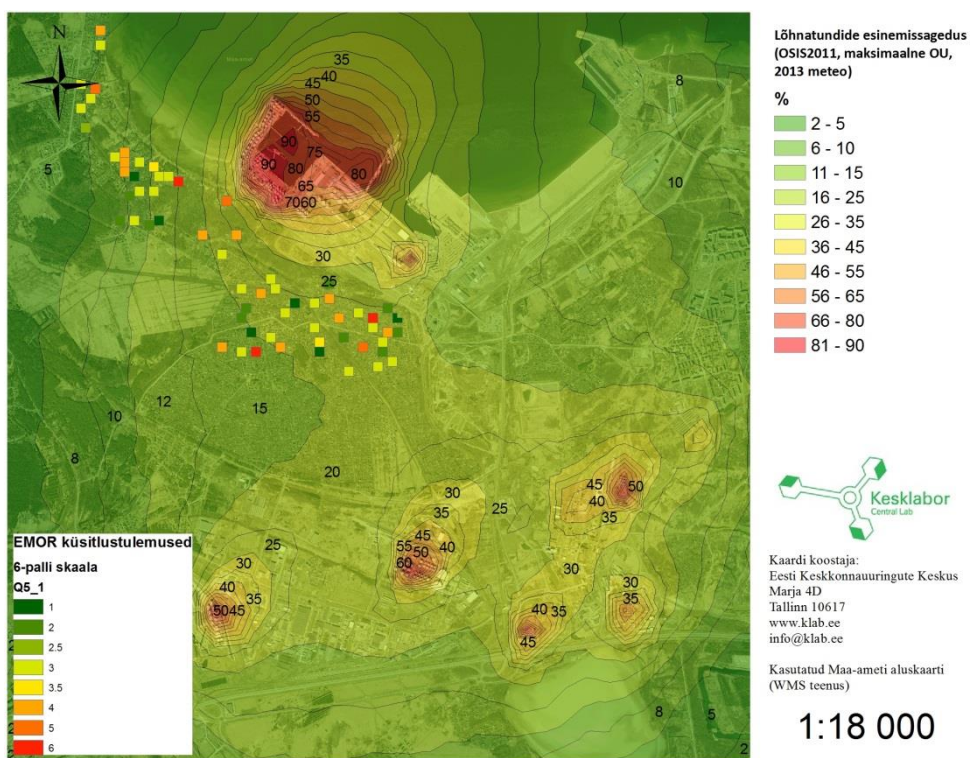 N
35
40
45
50
55
90
75
90
80
80
65
7060
30
25
5
8
10
10
12
15
8
20
25
30
35
45
55
50
40
60
25
30
40
35
5045
45
50
40
35
30
40
35
45
30
35
8
5
2
Lõhnatundide esinemissagedus
(OSIS2011, maksimaalne OU,
2013 meteo)
%
2 - 5
6 - 10
11 - 15
16 - 25
26 - 35
36 - 45
46 - 55
56 - 65
66 - 80
81 - 90
Kesklabor
Central Lab
Kaardi koostaja:
Eesti Keskkonnauuringute Keskus
Marja 4D
Tallinn 10617
www.klab.ee
info@klab.ee
Kasutatud Maa-ameti aluskaarti
(WMS teenus)
1:18 000
EMOR küsitlustulemused
6-palli skaala
Q5_1
1
2
2.5
3
3.5
4
5
6